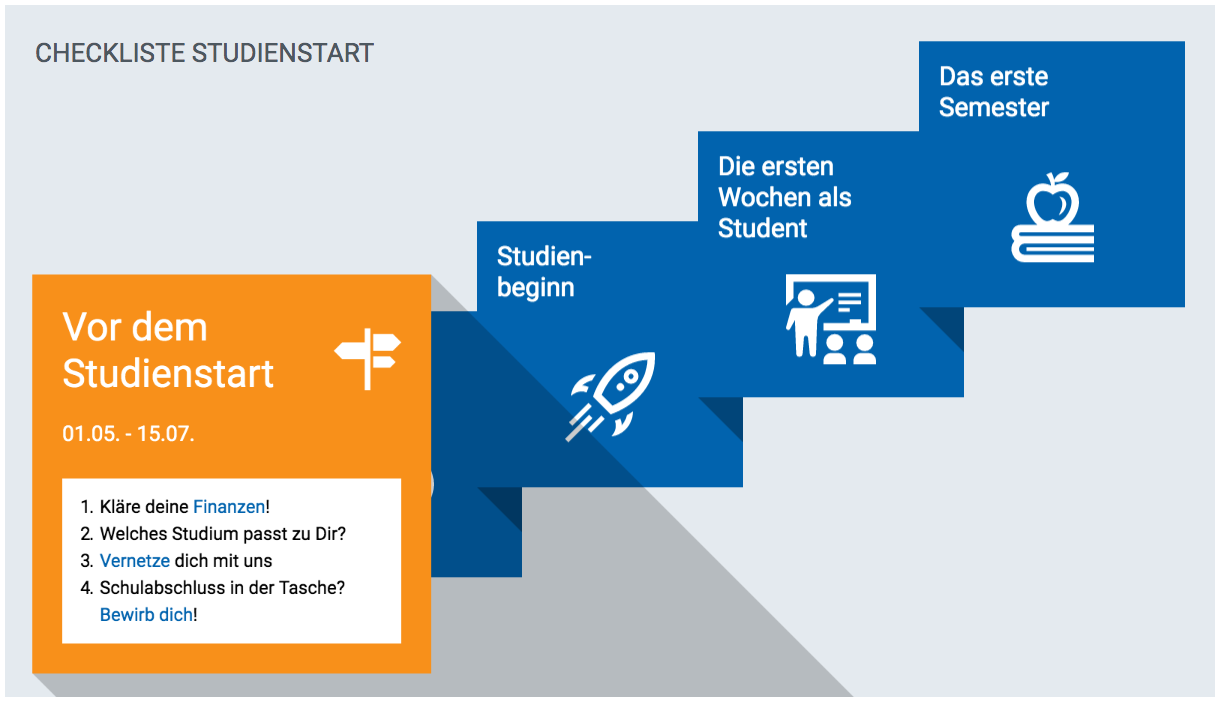 CHECKLISTE STUDIENSTART
Vor dem
Studienstart
01.05. - 15.07.
1. Kläre deine Finanzen!
2. Welches Studium passt zu Dir?
3. Vernetze dich mit uns
4. Schulabschluss in der Tasche?
Bewirb dich!
Studien-
beginn
Die ersten
Wochen als
Student
Das erste
Semester